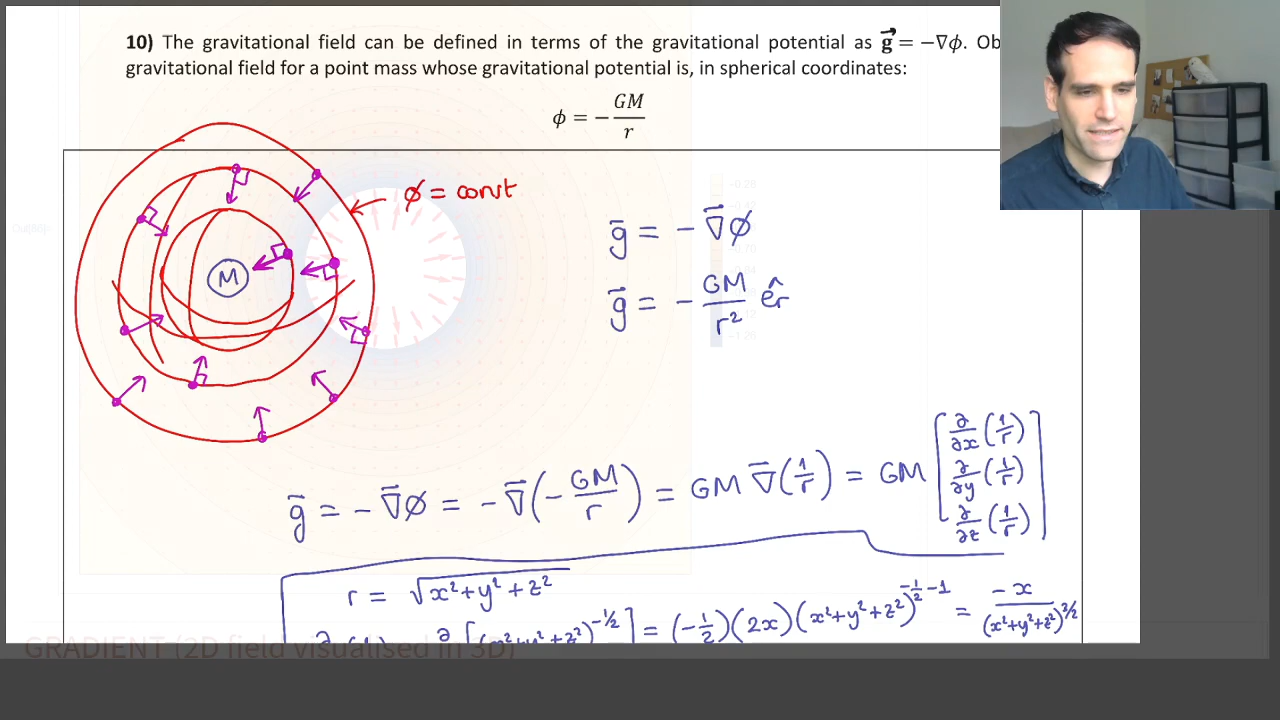 10) The gravitational field can be defined in terms of the gravitational potential as g⃗ = −∇ϕ. Ob
gravitational field for a point mass whose gravitational potential is, in spherical coordinates:
ϕ = − GM/r
ϕ = const
M
g⃗ = − ∇⃗ϕ
g⃗ = − GM/r² êr
g⃗ = − ∇⃗ϕ = − ∇⃗(− GM/r) = GM ∇⃗(1/r) = GM [∂/∂x (1/r) ∂/∂y (1/r) ∂/∂z (1/r)]
r = √x²+y²+z²
= (−1/2)(2x)(x²+y²+z²)^(−1/2 −1) = −x/(x²+y²+z²)^(3/2)
GRADIENT (2D field visualised in 3D)